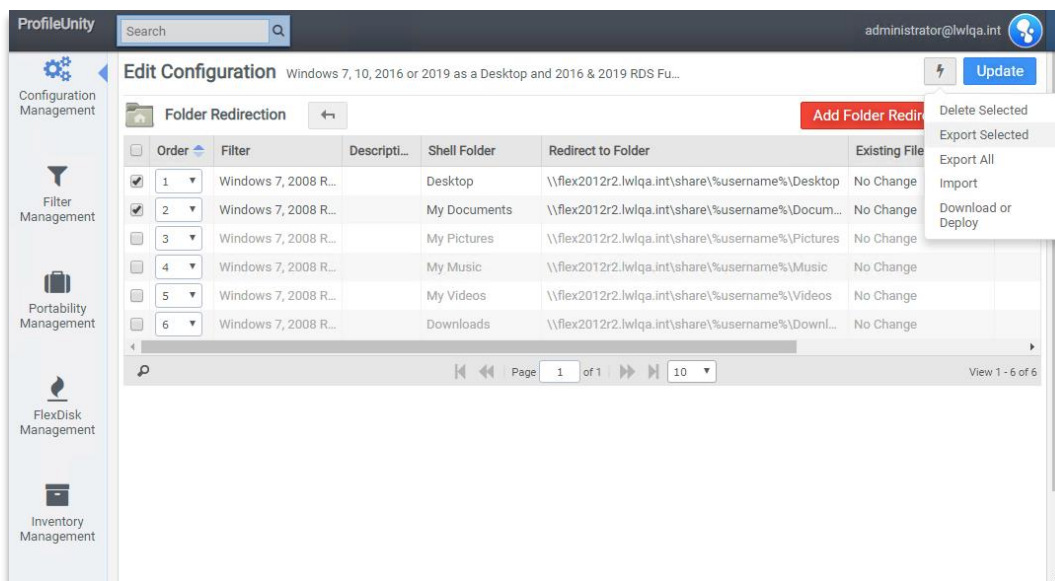 ProfileUnity
Search
administrator@lwlqa.int
Configuration
Management
Edit Configuration Windows 7, 10, 2016 or 2019 as a Desktop and 2016 & 2019 RDS Fu...
Update
Folder Redirection
Add Folder Redire
Delete Selected
Export Selected
Export All
Import
Download or
Deploy
Order Filter Descripti... Shell Folder Redirect to Folder Existing File
1 Windows 7, 2008 R... Desktop \\flex2012r2.lwlqa.int\share\%username%\Desktop No Change
2 Windows 7, 2008 R... My Documents \\flex2012r2.lwlqa.int\share\%username%\Docum... No Change
3 Windows 7, 2008 R... My Pictures \\flex2012r2.lwlqa.int\share\%username%\Pictures No Change
4 Windows 7, 2008 R... My Music \\flex2012r2.lwlqa.int\share\%username%\Music No Change
5 Windows 7, 2008 R... My Videos \\flex2012r2.lwlqa.int\share\%username%\Videos No Change
6 Windows 7, 2008 R... Downloads \\flex2012r2.lwlqa.int\share\%username%\Downl... No Change
Page 1 of 1 10 View 1 - 6 of 6
Filter
Management
Portability
Management
FlexDisk
Management
Inventory
Management